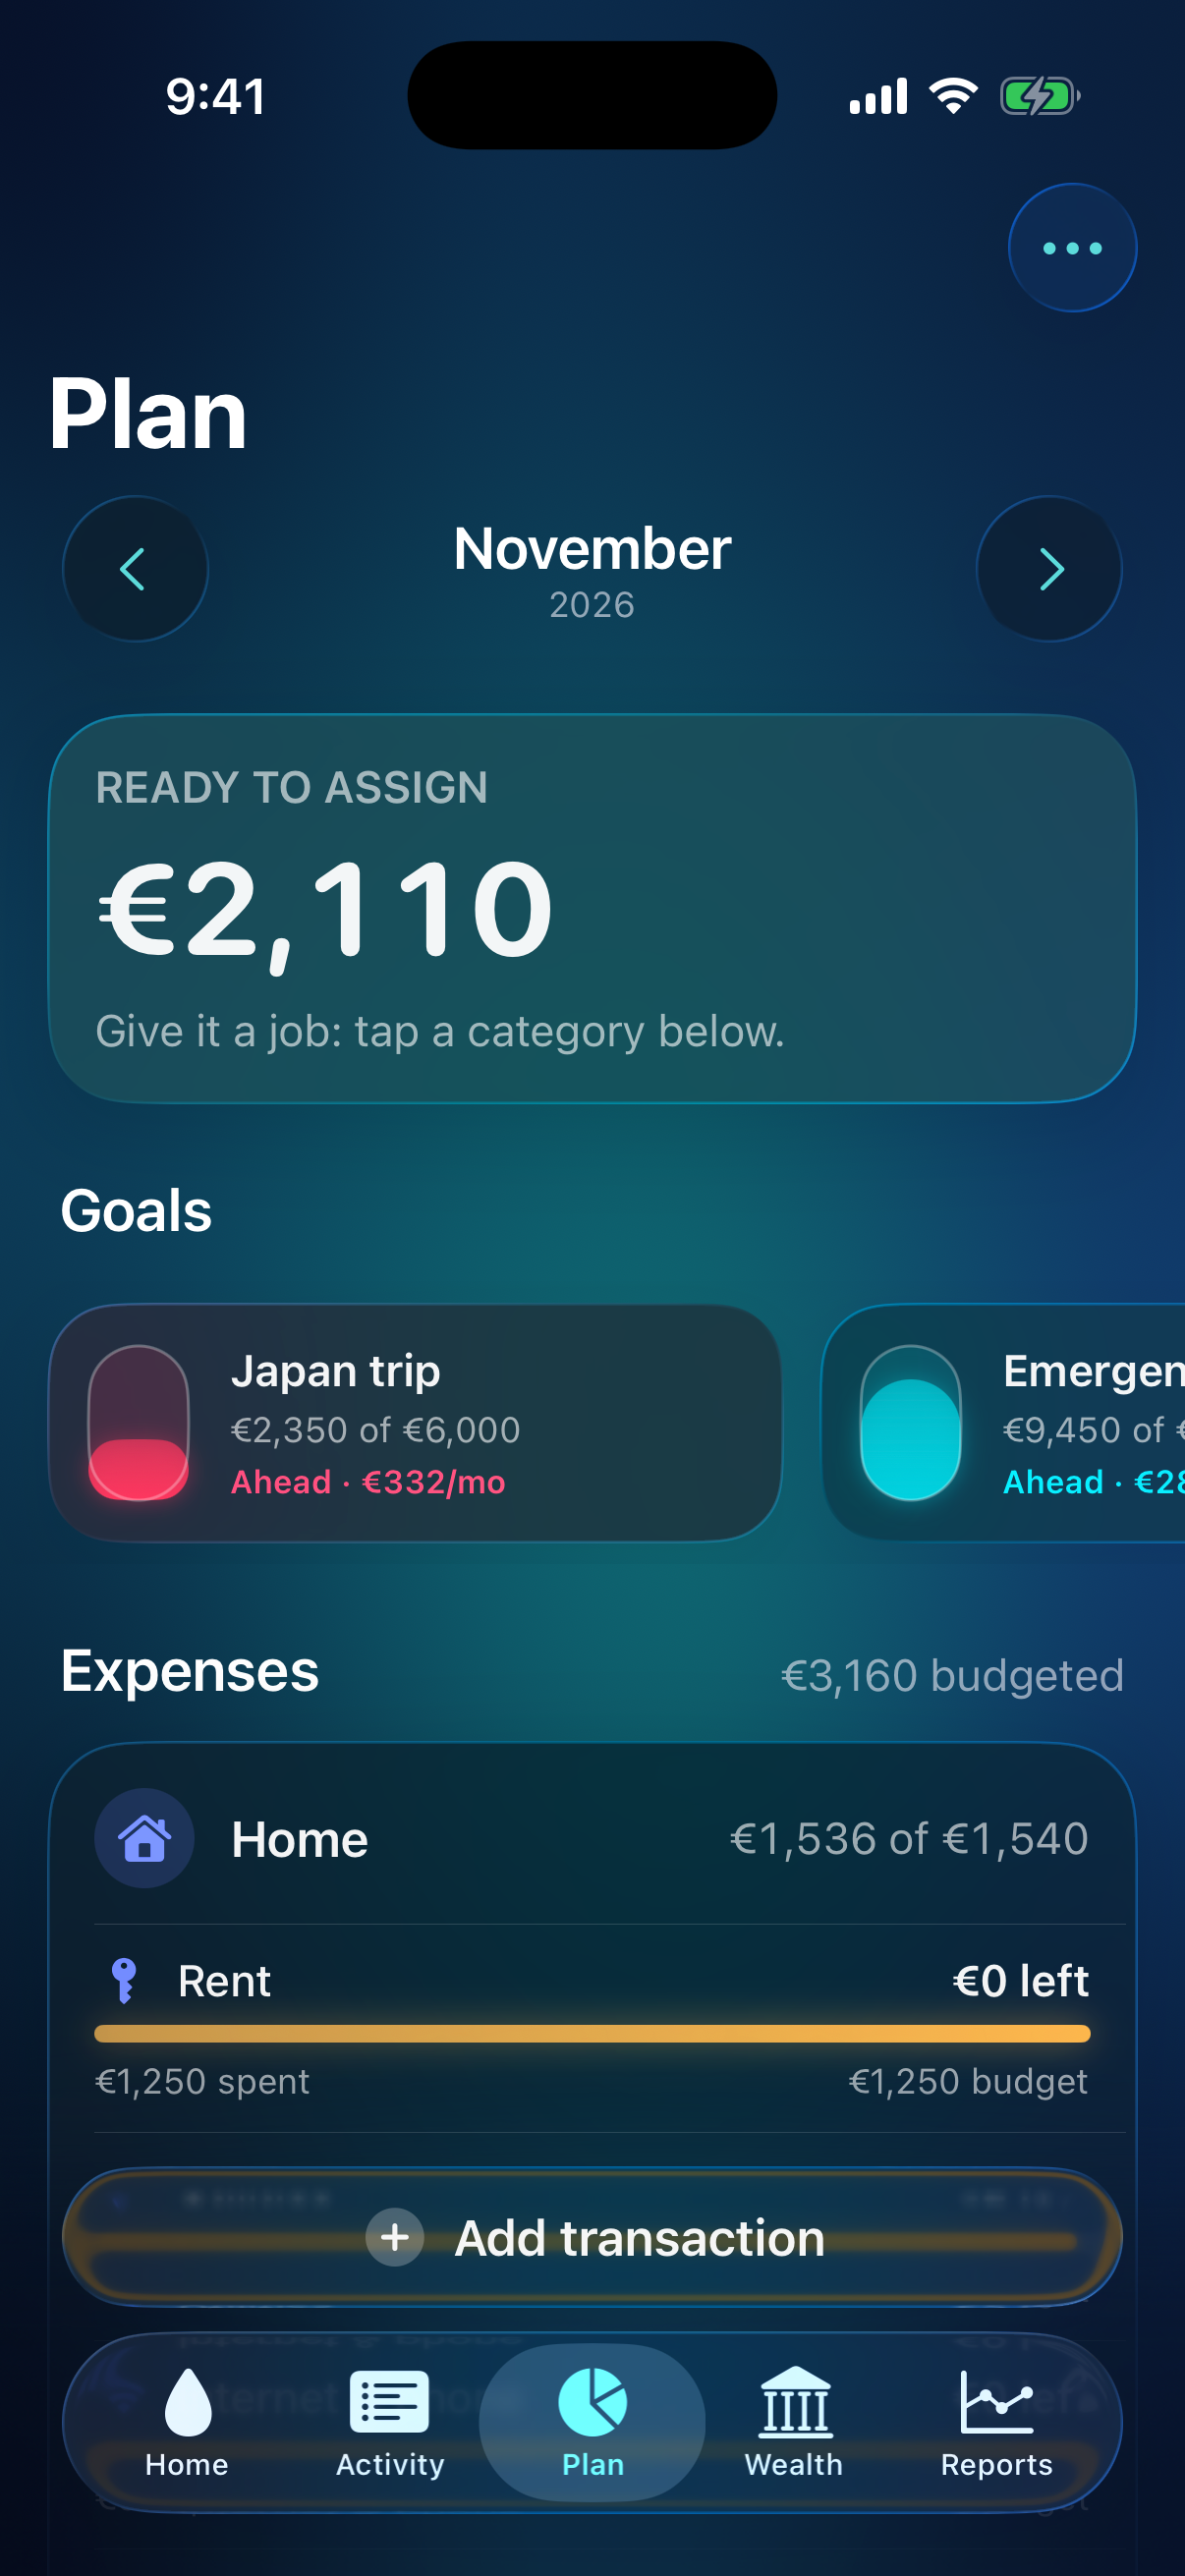 9:41
Plan
November
2026
READY TO ASSIGN
€2,110
Give it a job: tap a category below.
Goals
Japan trip
€2,350 of €6,000
Ahead · €332/mo
€9,450 of
Ahead ·
Expenses
€3,160 budgeted
Home
€1,536 of €1,540
Rent
€0 left
€1,250 spent
€1,250 budget
Add transaction
Home
Activity
Plan
Wealth
Reports